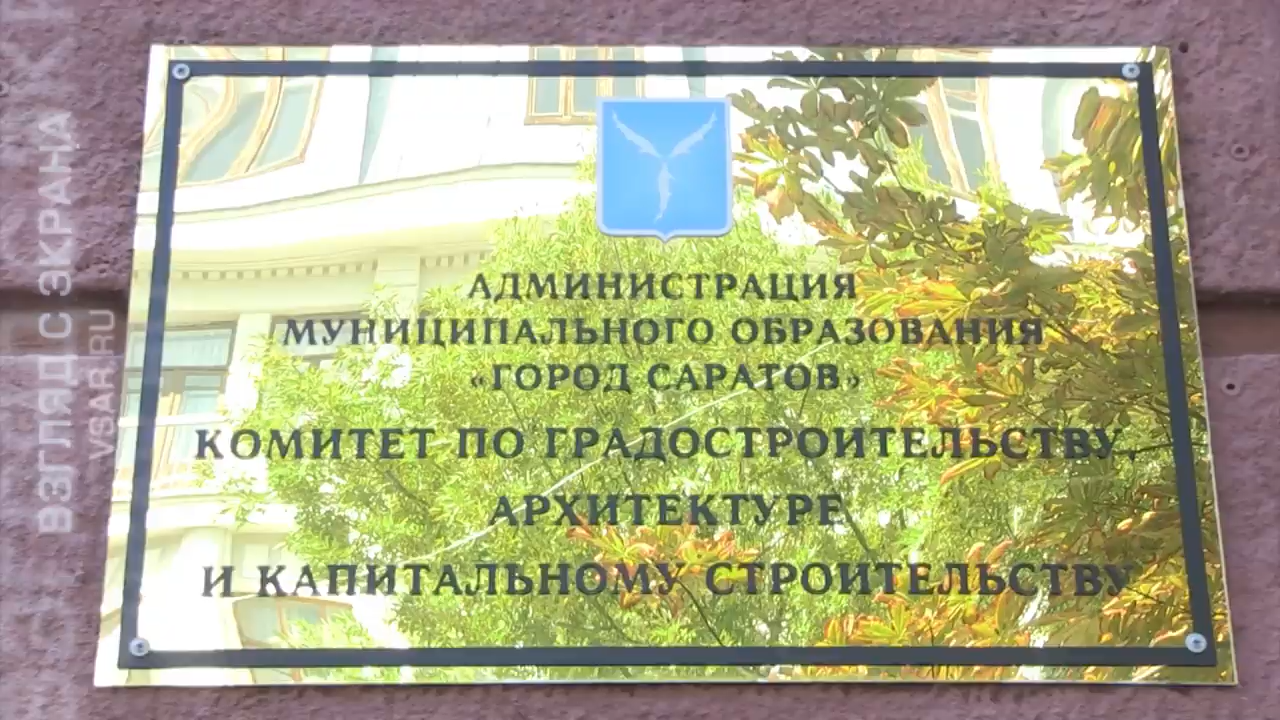 АДМИНИСТРАЦИЯ
МУНИЦИПАЛЬНОГО ОБРАЗОВАНИЯ
«ГОРОД САРАТОВ»
КОМИТЕТ ПО ГРАДОСТРОИТЕЛЬСТВУ,
АРХИТЕКТУРЕ
И КАПИТАЛЬНОМУ СТРОИТЕЛЬСТВУ
ВЗГЛЯД С ЭКРАНА
VSAR.RU